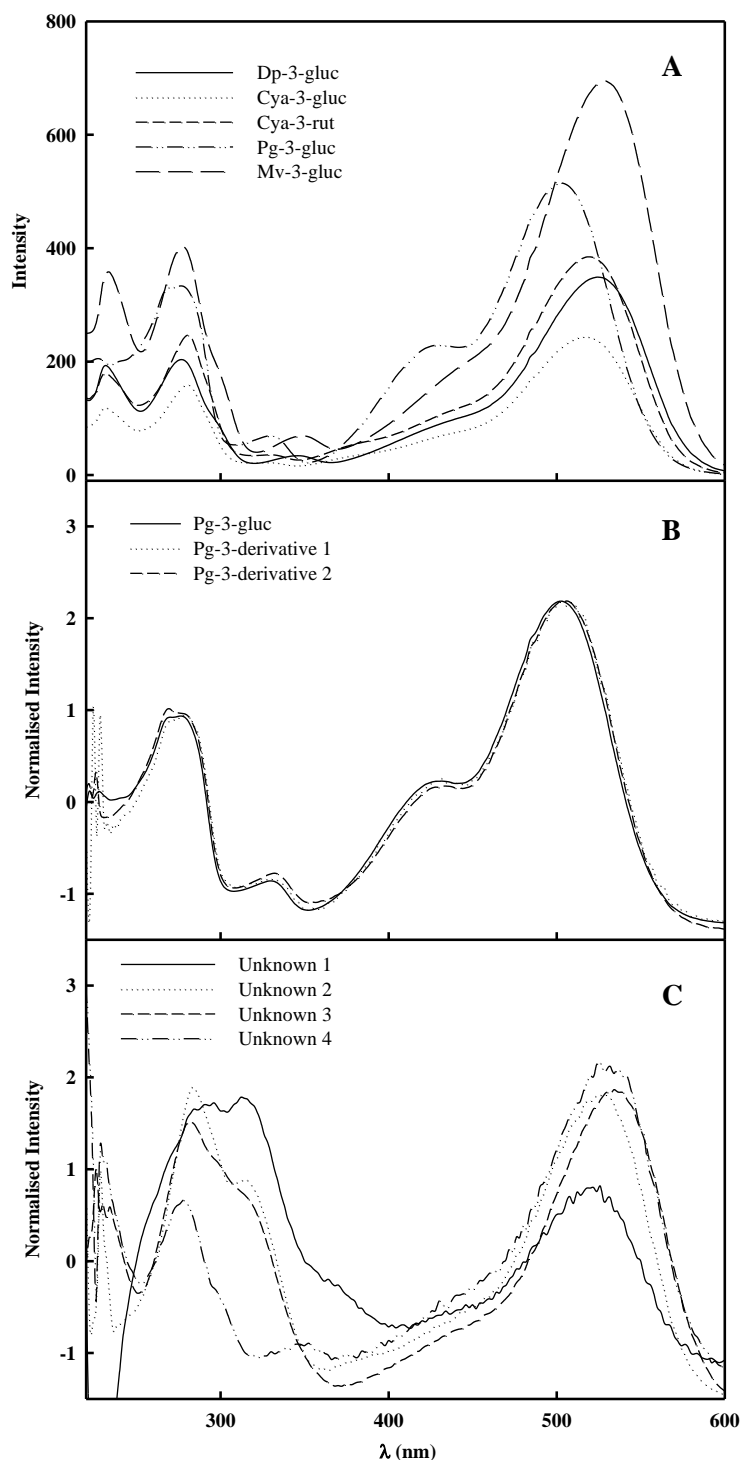 800
A
Dp-3-gluc
Cya-3-gluc
Cya-3-rut
Pg-3-gluc
Mv-3-gluc
600
Intensity
400
200
0
B
Pg-3-gluc
Pg-3-derivative 1
Pg-3-derivative 2
3
2
Normalised Intensity
1
0
-1
C
Unknown 1
Unknown 2
Unknown 3
Unknown 4
3
2
Normalised Intensity
1
0
-1
300 400 500 600
λ (nm)